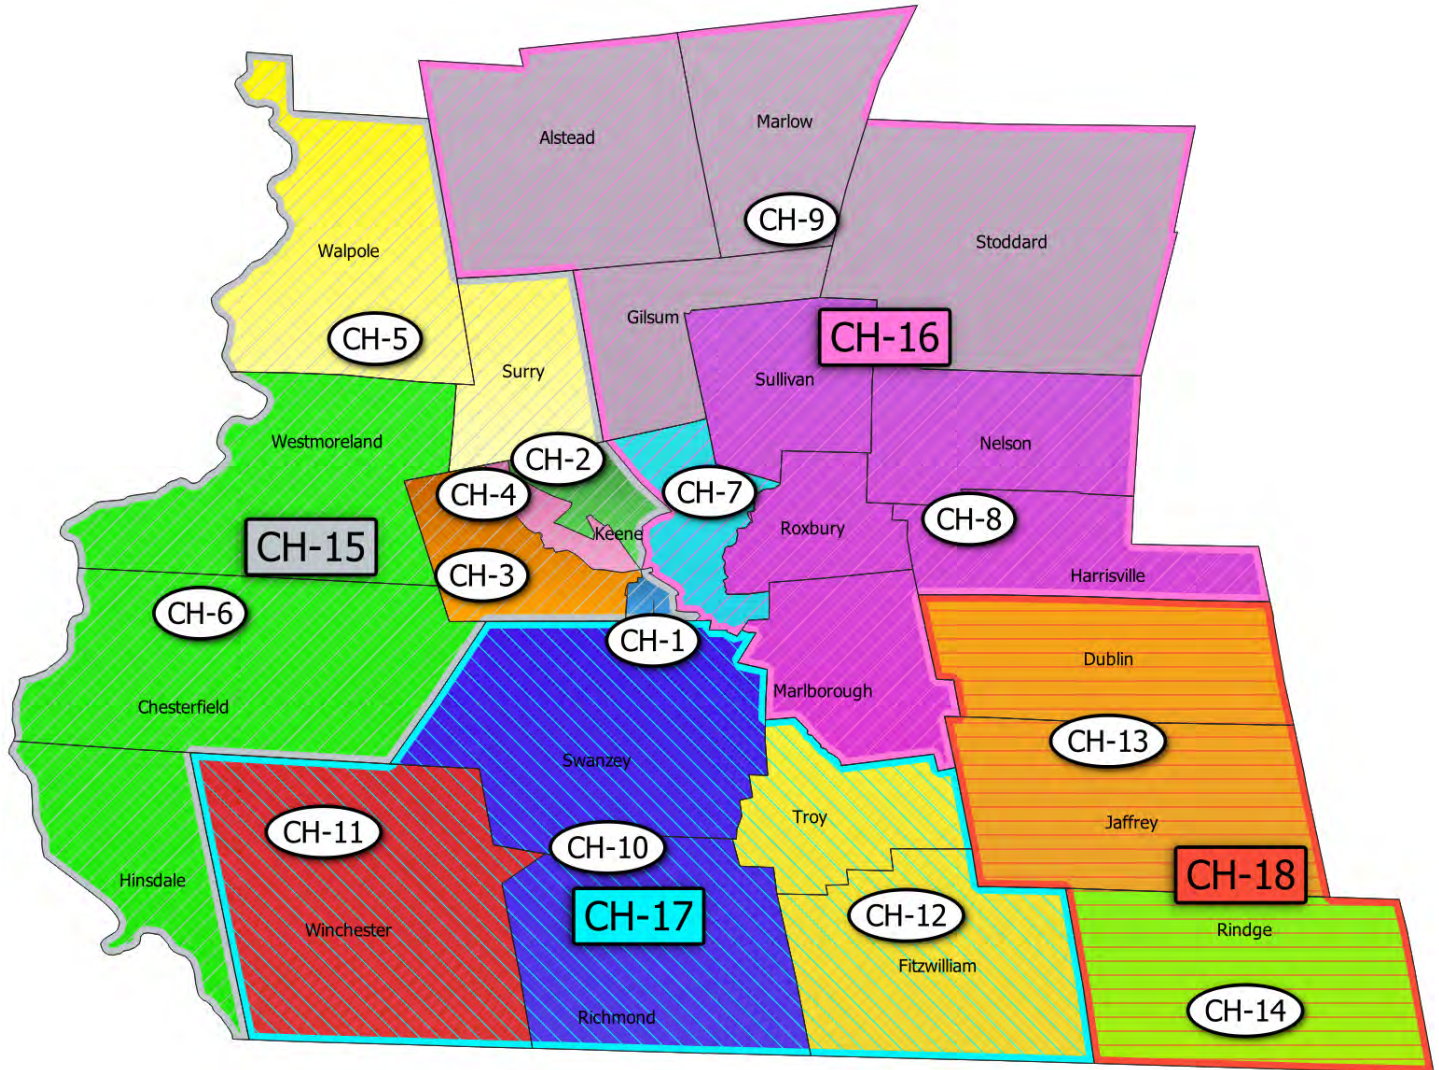 Alstead
Marlow
CH-9
Stoddard
Walpole
Gilsum
CH-5
CH-16
Surry
Sullivan
Westmoreland
Nelson
CH-2
CH-4
CH-7
CH-8
Keene
Roxbury
CH-15
CH-3
Harrisville
CH-6
CH-1
Dublin
Marlborough
Chesterfield
CH-13
Swanzey
Troy
Jaffrey
CH-11
CH-10
CH-18
Hinsdale
CH-17
CH-12
Winchester
Rindge
Fitzwilliam
CH-14
Richmond